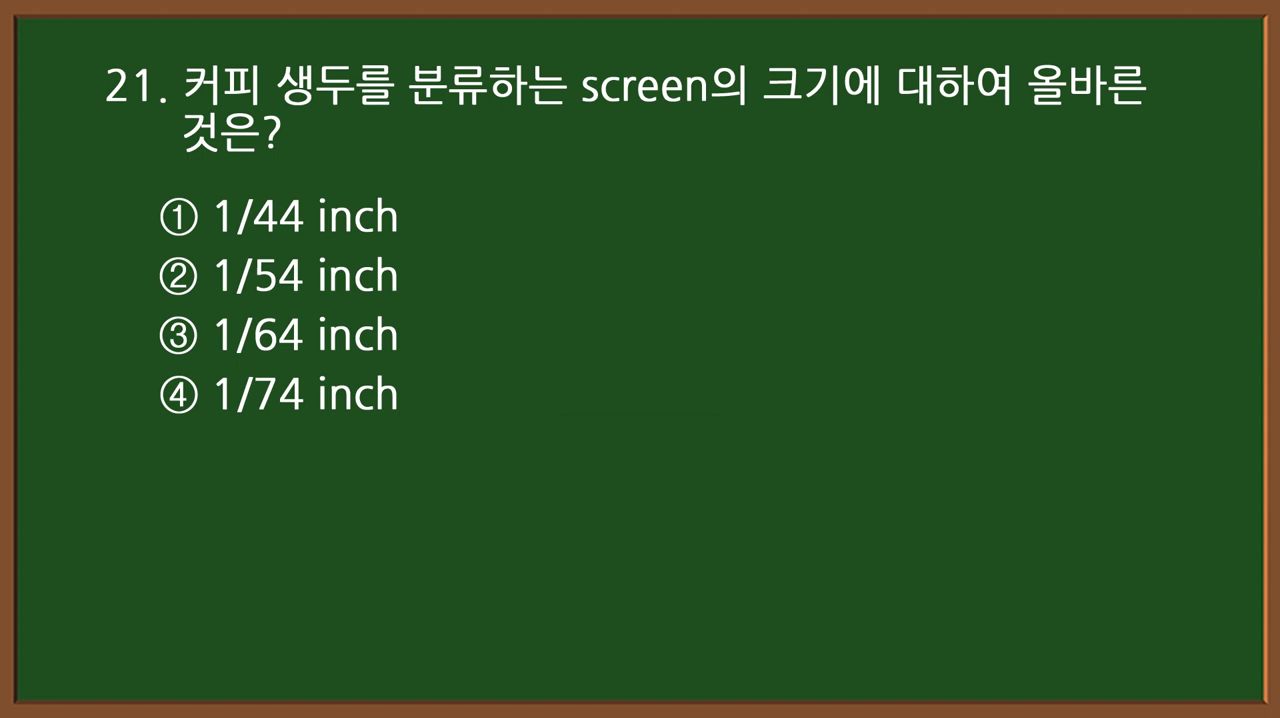 21. 커피 생두를 분류하는 screen의 크기에 대하여 올바른
것은?
① 1/44 inch
② 1/54 inch
③ 1/64 inch
④ 1/74 inch